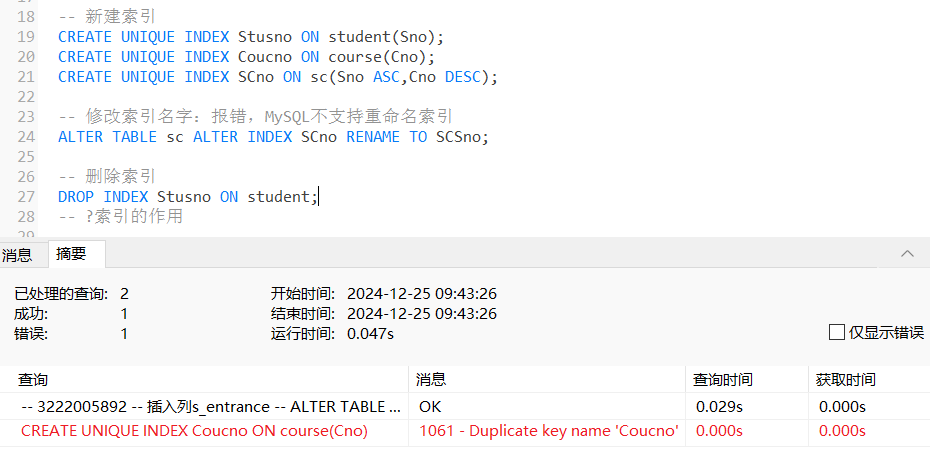 18 -- 新建索引
19 CREATE UNIQUE INDEX Stusno ON student(Sno);
20 CREATE UNIQUE INDEX Coucno ON course(Cno);
21 CREATE UNIQUE INDEX SCno ON sc(Sno ASC,Cno DESC);
22
23 -- 修改索引名字：报错，MySQL不支持重命名索引
24 ALTER TABLE sc ALTER INDEX SCno RENAME TO SCSno;
25
26 -- 删除索引
27 DROP INDEX Stusno ON student;
28 -- ?索引的作用
29
消息 摘要
已处理的查询: 2 开始时间: 2024-12-25 09:43:26
成功: 1 结束时间: 2024-12-25 09:43:26
错误: 1 运行时间: 0.047s
仅显示错误
查询 消息 查询时间 获取时间
-- 3222005892 -- 插入列s_entrance -- ALTER TABLE ... OK 0.029s 0.000s
CREATE UNIQUE INDEX Coucno ON course(Cno) 1061 - Duplicate key name 'Coucno' 0.000s 0.000s